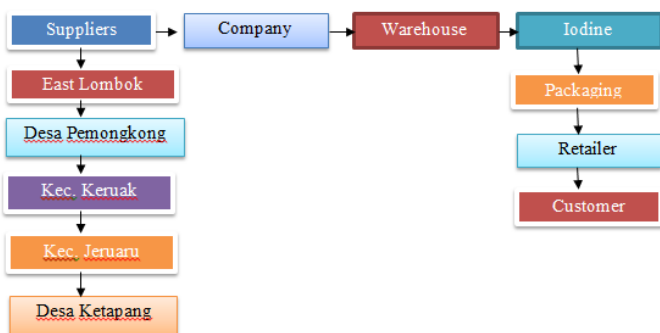 Suppliers
Company
Warehouse
Iodine
East Lombok
Packaging
Desa Pemongkong
Retailer
Kec. Keruak
Customer
Kec. Jeruaru
Desa Ketapang